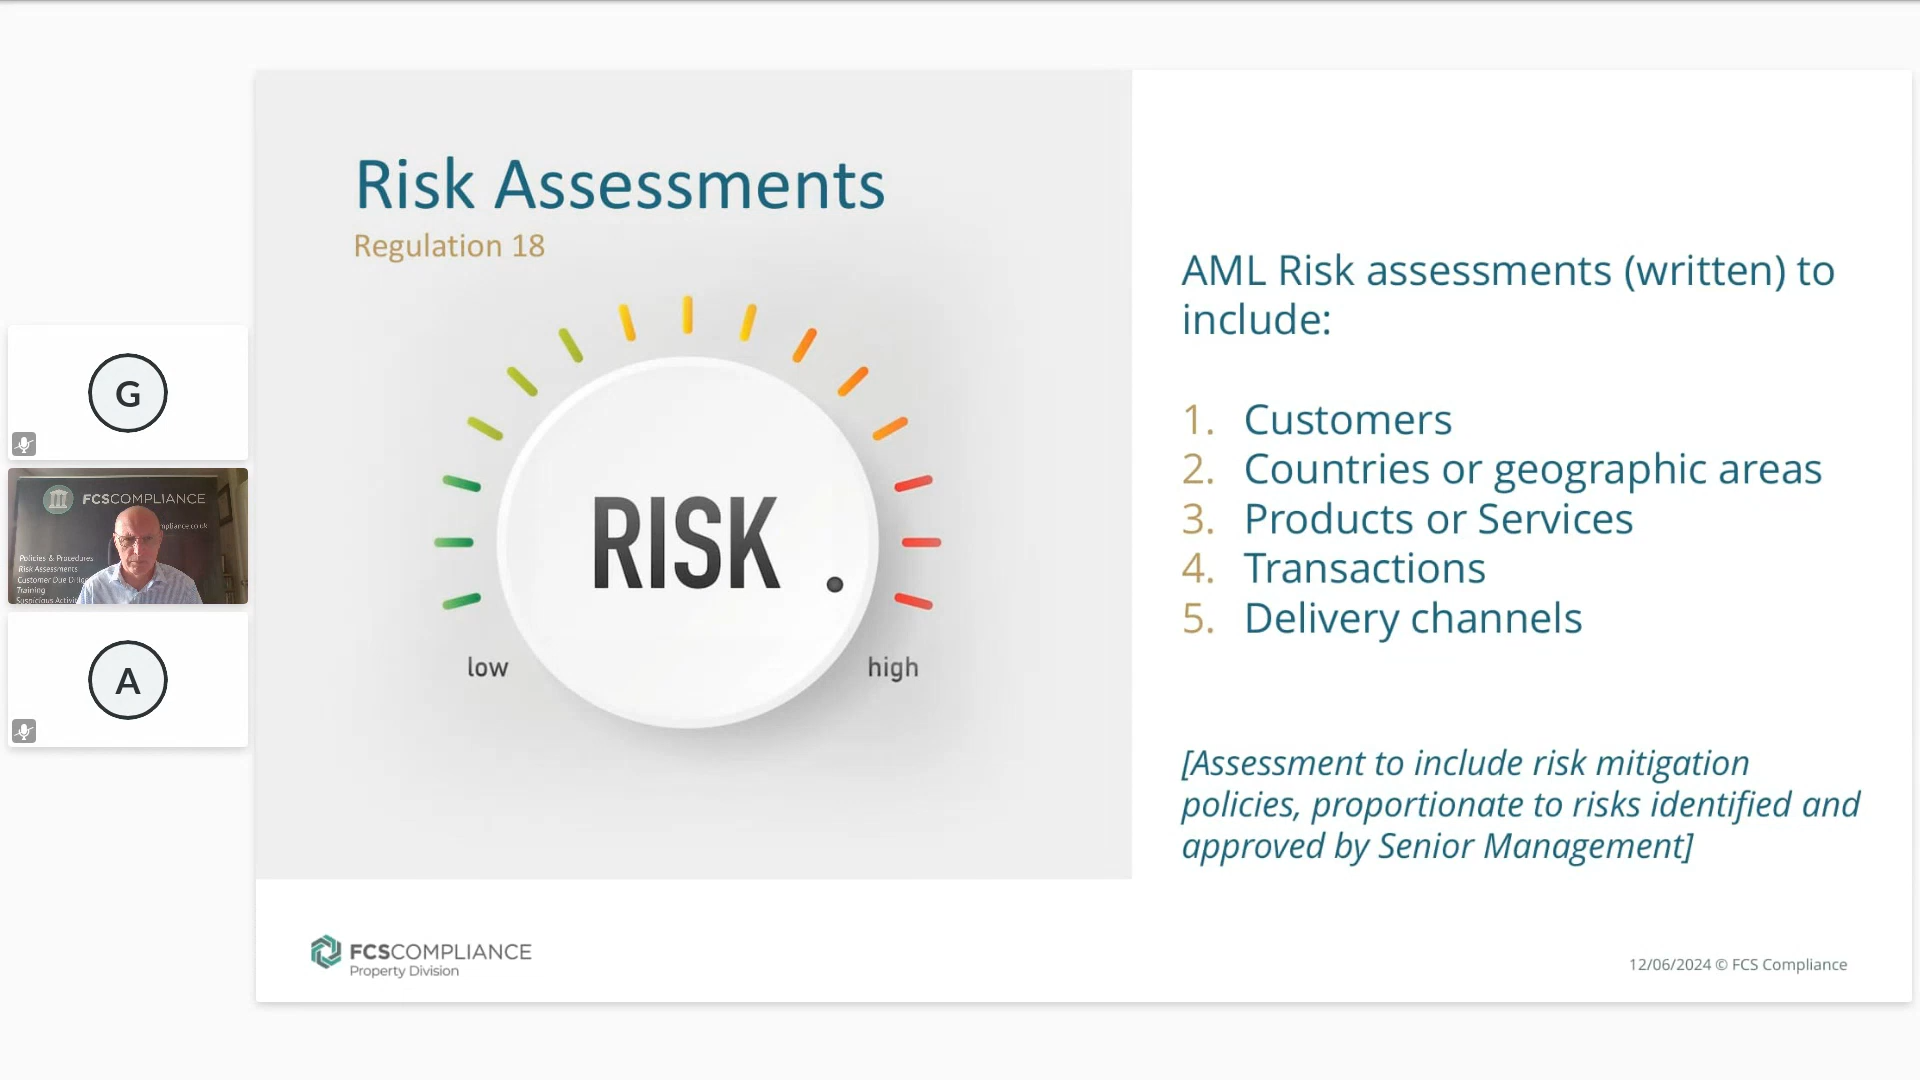 Risk Assessments
Regulation 18
RISK
low
high
AML Risk assessments (written) to
include:
1. Customers
2. Countries or geographic areas
3. Products or Services
4. Transactions
5. Delivery channels
[Assessment to include risk mitigation
policies, proportionate to risks identified and
approved by Senior Management]
FCSCOMPLIANCE
Property Division
12/06/2024 © FCS Compliance
G
FCSCOMPLIANCE
Policies & Procedures
Risk Assessments
Customer Due
Training
Suspicious
A